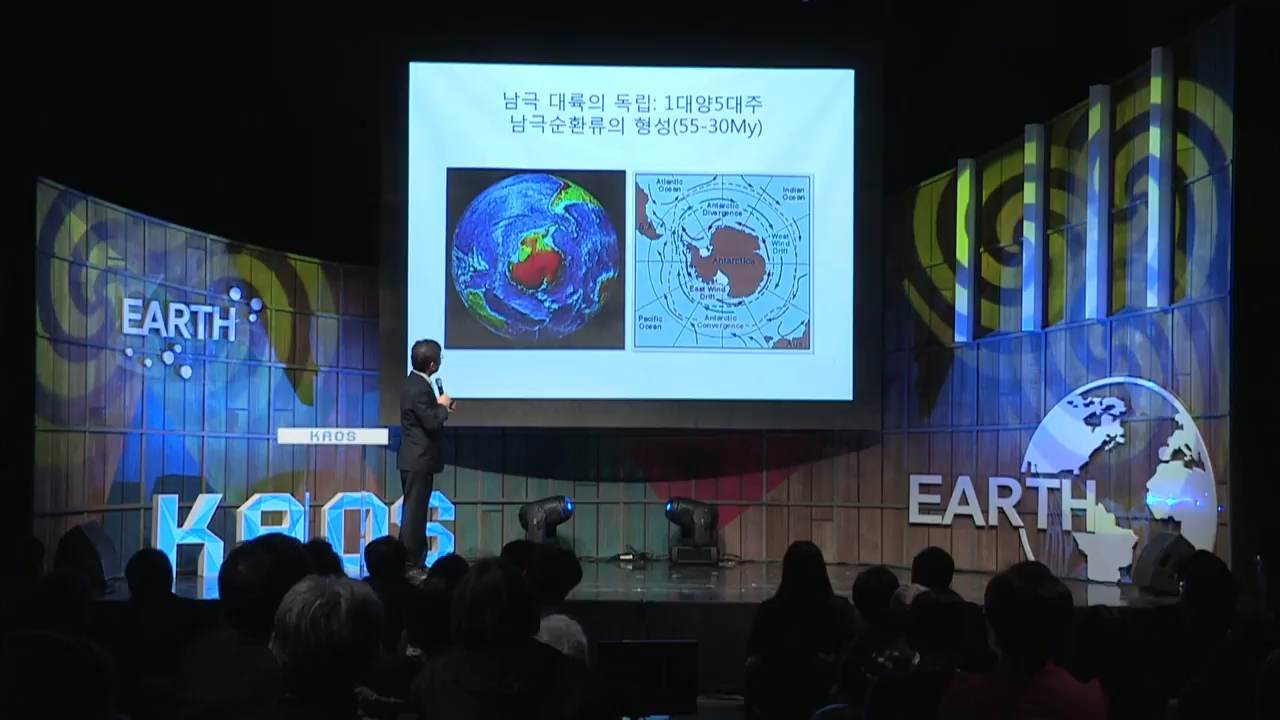 남극 대륙의 독립: 1대양5대주
남극순환류의 형성(55-30My)
Atlantic
Ocean
Indian
Ocean
Antarctic
Divergence
West
Wind
Drift
Antarctica
East Wind
Drift
Pacific
Ocean
Antarctic
Convergence
Aus
EARTH
KAOS
KAOS
EARTH